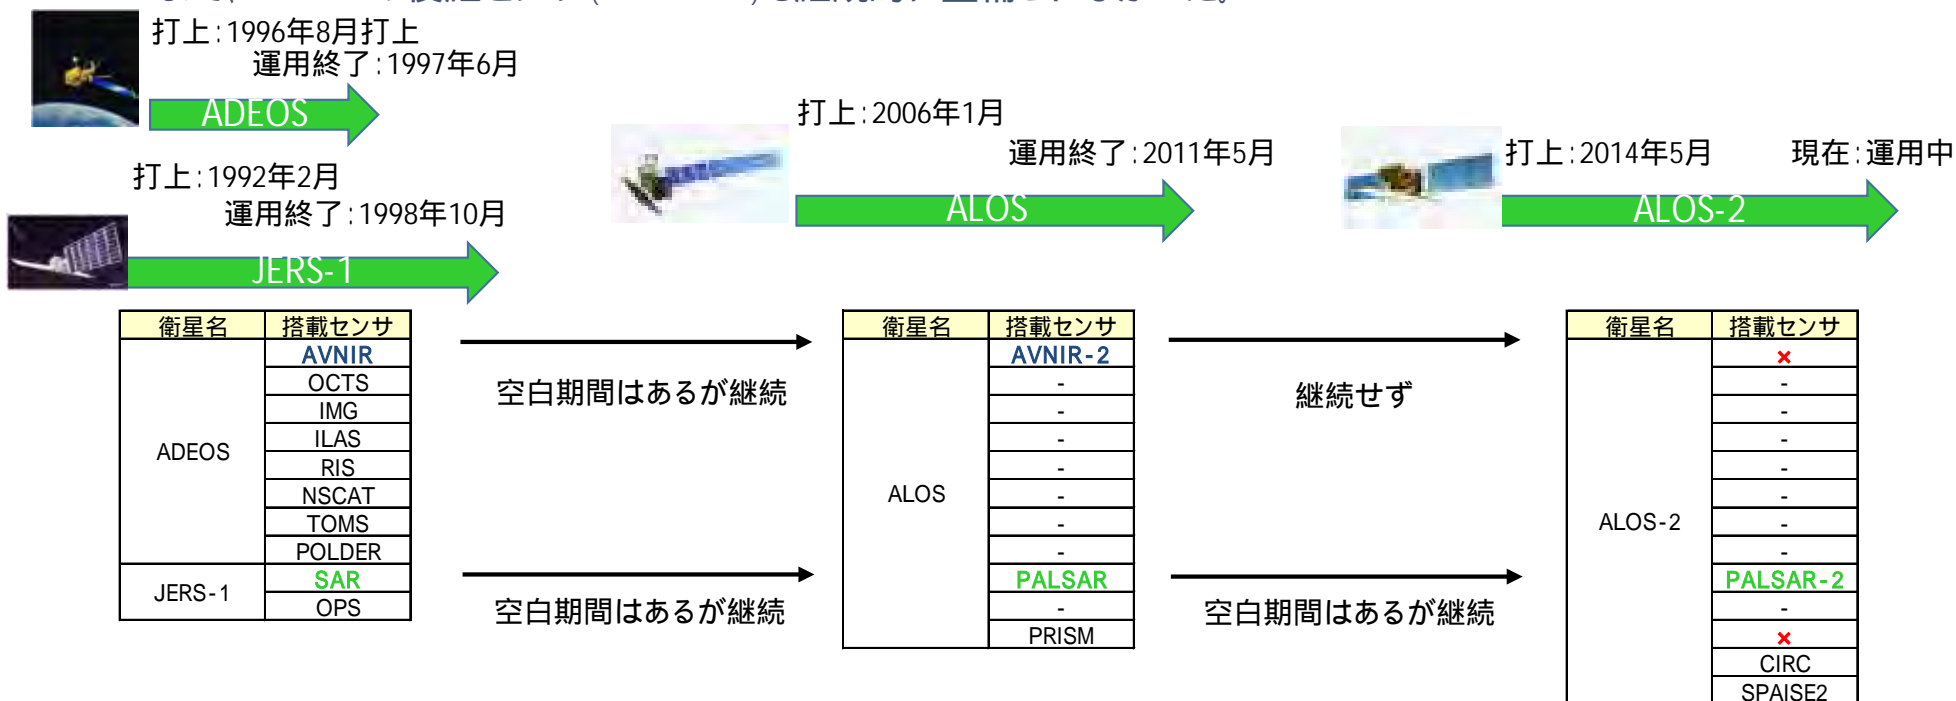 打上:1996年8月打上
運用終了:1997年6月
ADEOS
打上:1992年2月
運用終了:1998年10月
JERS-1
打上:2006年1月
運用終了:2011年5月
ALOS
打上:2014年5月 現在:運用中
ALOS-2
衛星名 搭載センサ
ADEOS
AVNIR
OCTS
IMG
ILAS
RIS
NSCAT
TOMS
POLDER
JERS-1
SAR
OPS
空白期間はあるが継続
空白期間はあるが継続
衛星名 搭載センサ
ALOS
AVNIR-2
-
-
-
-
-
-
-
PALSAR
-
PRISM
継続せず
空白期間はあるが継続
衛星名 搭載センサ
ALOS-2
×
-
-
-
-
-
-
-
PALSAR-2
-
×
CIRC
SPAISE2